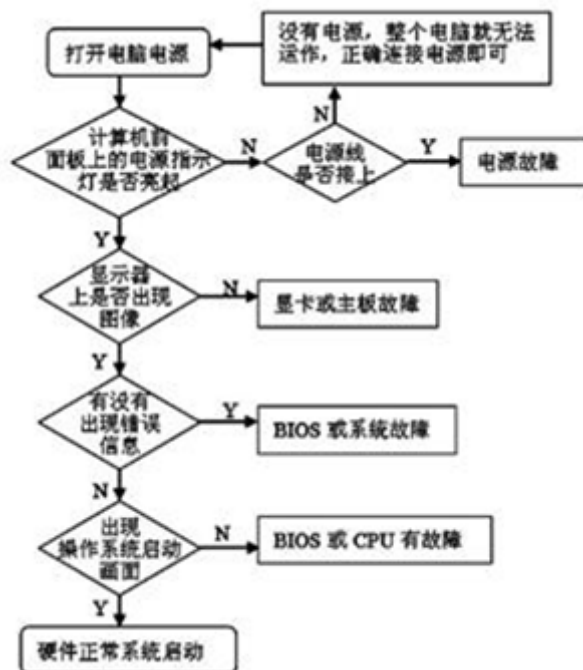 打开电脑电源
没有电源，整个电脑就无法
运作，正确连接电源即可
N
计算机前
面板上的电源指示
灯是否亮起
N
电源线
是否接上
Y
电源故障
Y
显示器
上是否出现
图像
N
显卡或主板故障
Y
有没有
出现错误
信息
Y
BIOS 或系统故障
N
出现
操作系统启动
画面
N
BIOS 或 CPU 有故障
Y
硬件正常系统启动